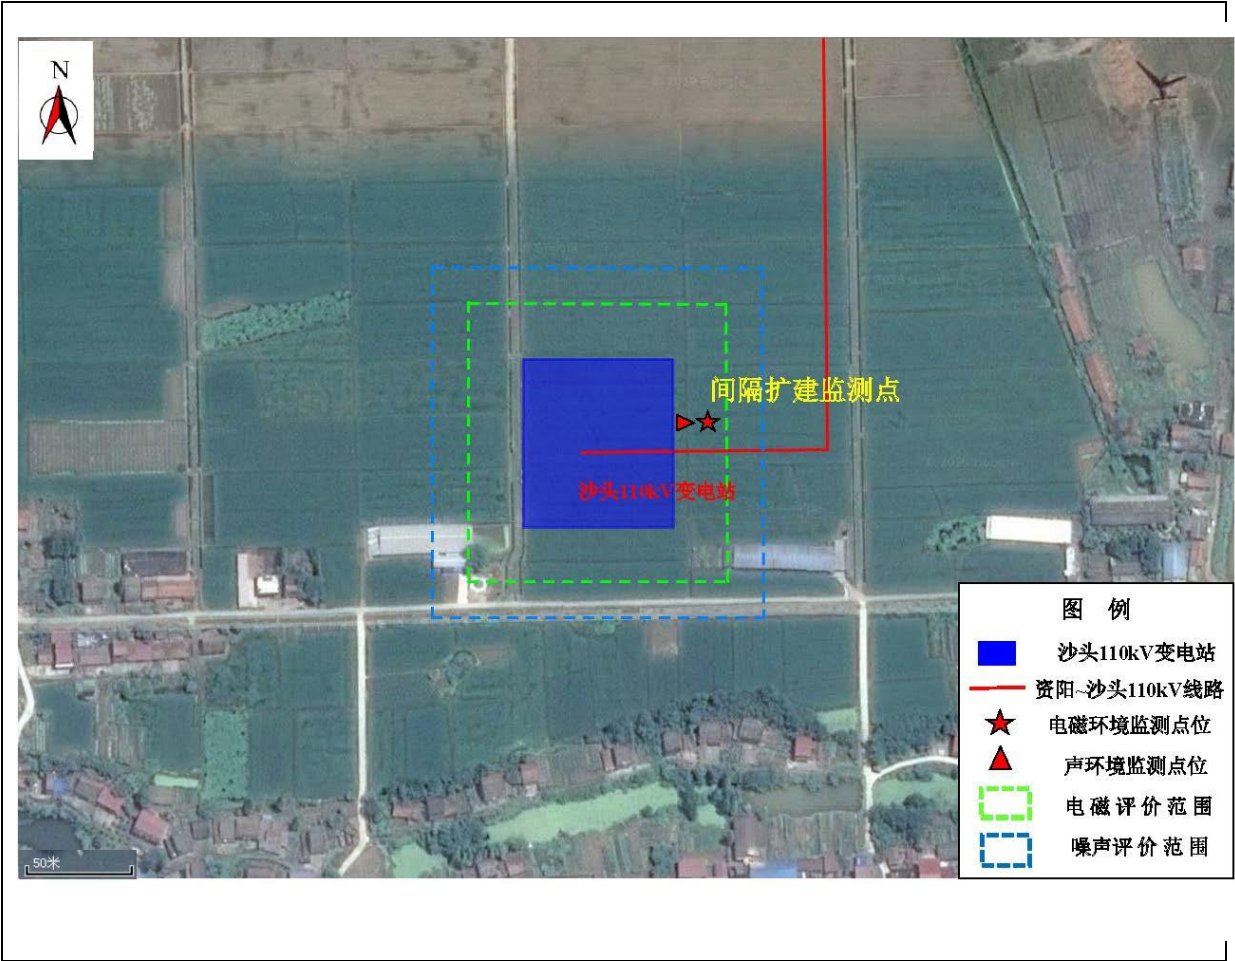 N
间隔扩建监测点
沙头110kV变电站
图 例
沙头110kV变电站
资阳~沙头110kV线路
电磁环境监测点位
声环境监测点位
电磁评价范围
噪声评价范围
50米